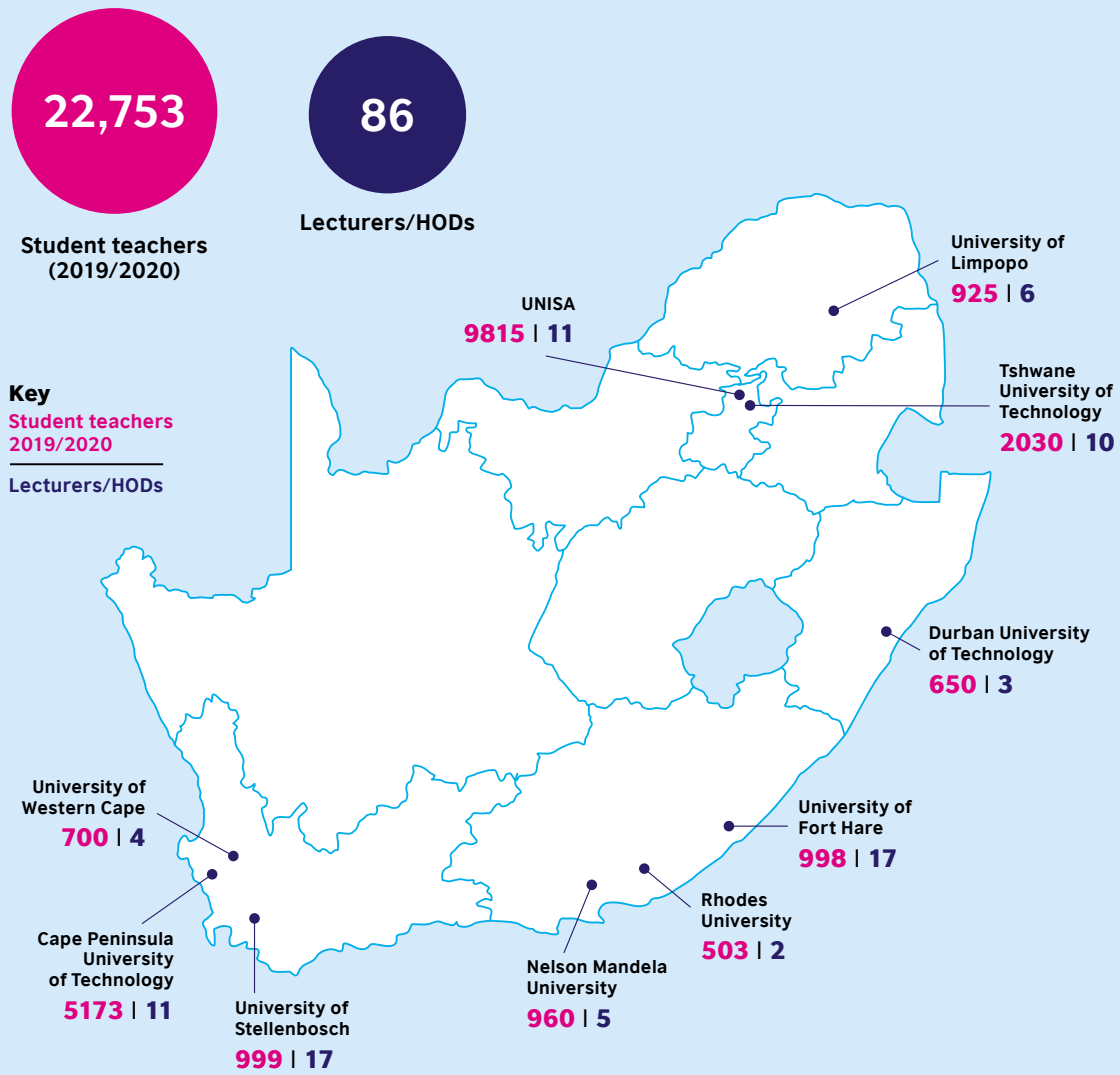 22,753
Student teachers
(2019/2020)
86
Lecturers/HODs
Key
Student teachers
2019/2020
Lecturers/HODs
UNISA
9815 | 11
University of
Limpopo
925 | 6
Tshwane
University of
Technology
2030 | 10
Durban University
of Technology
650 | 3
University of
Fort Hare
998 | 17
Rhodes
University
503 | 2
Nelson Mandela
University
960 | 5
University of
Western Cape
700 | 4
Cape Peninsula
University
of Technology
5173 | 11
University of
Stellenbosch
999 | 17